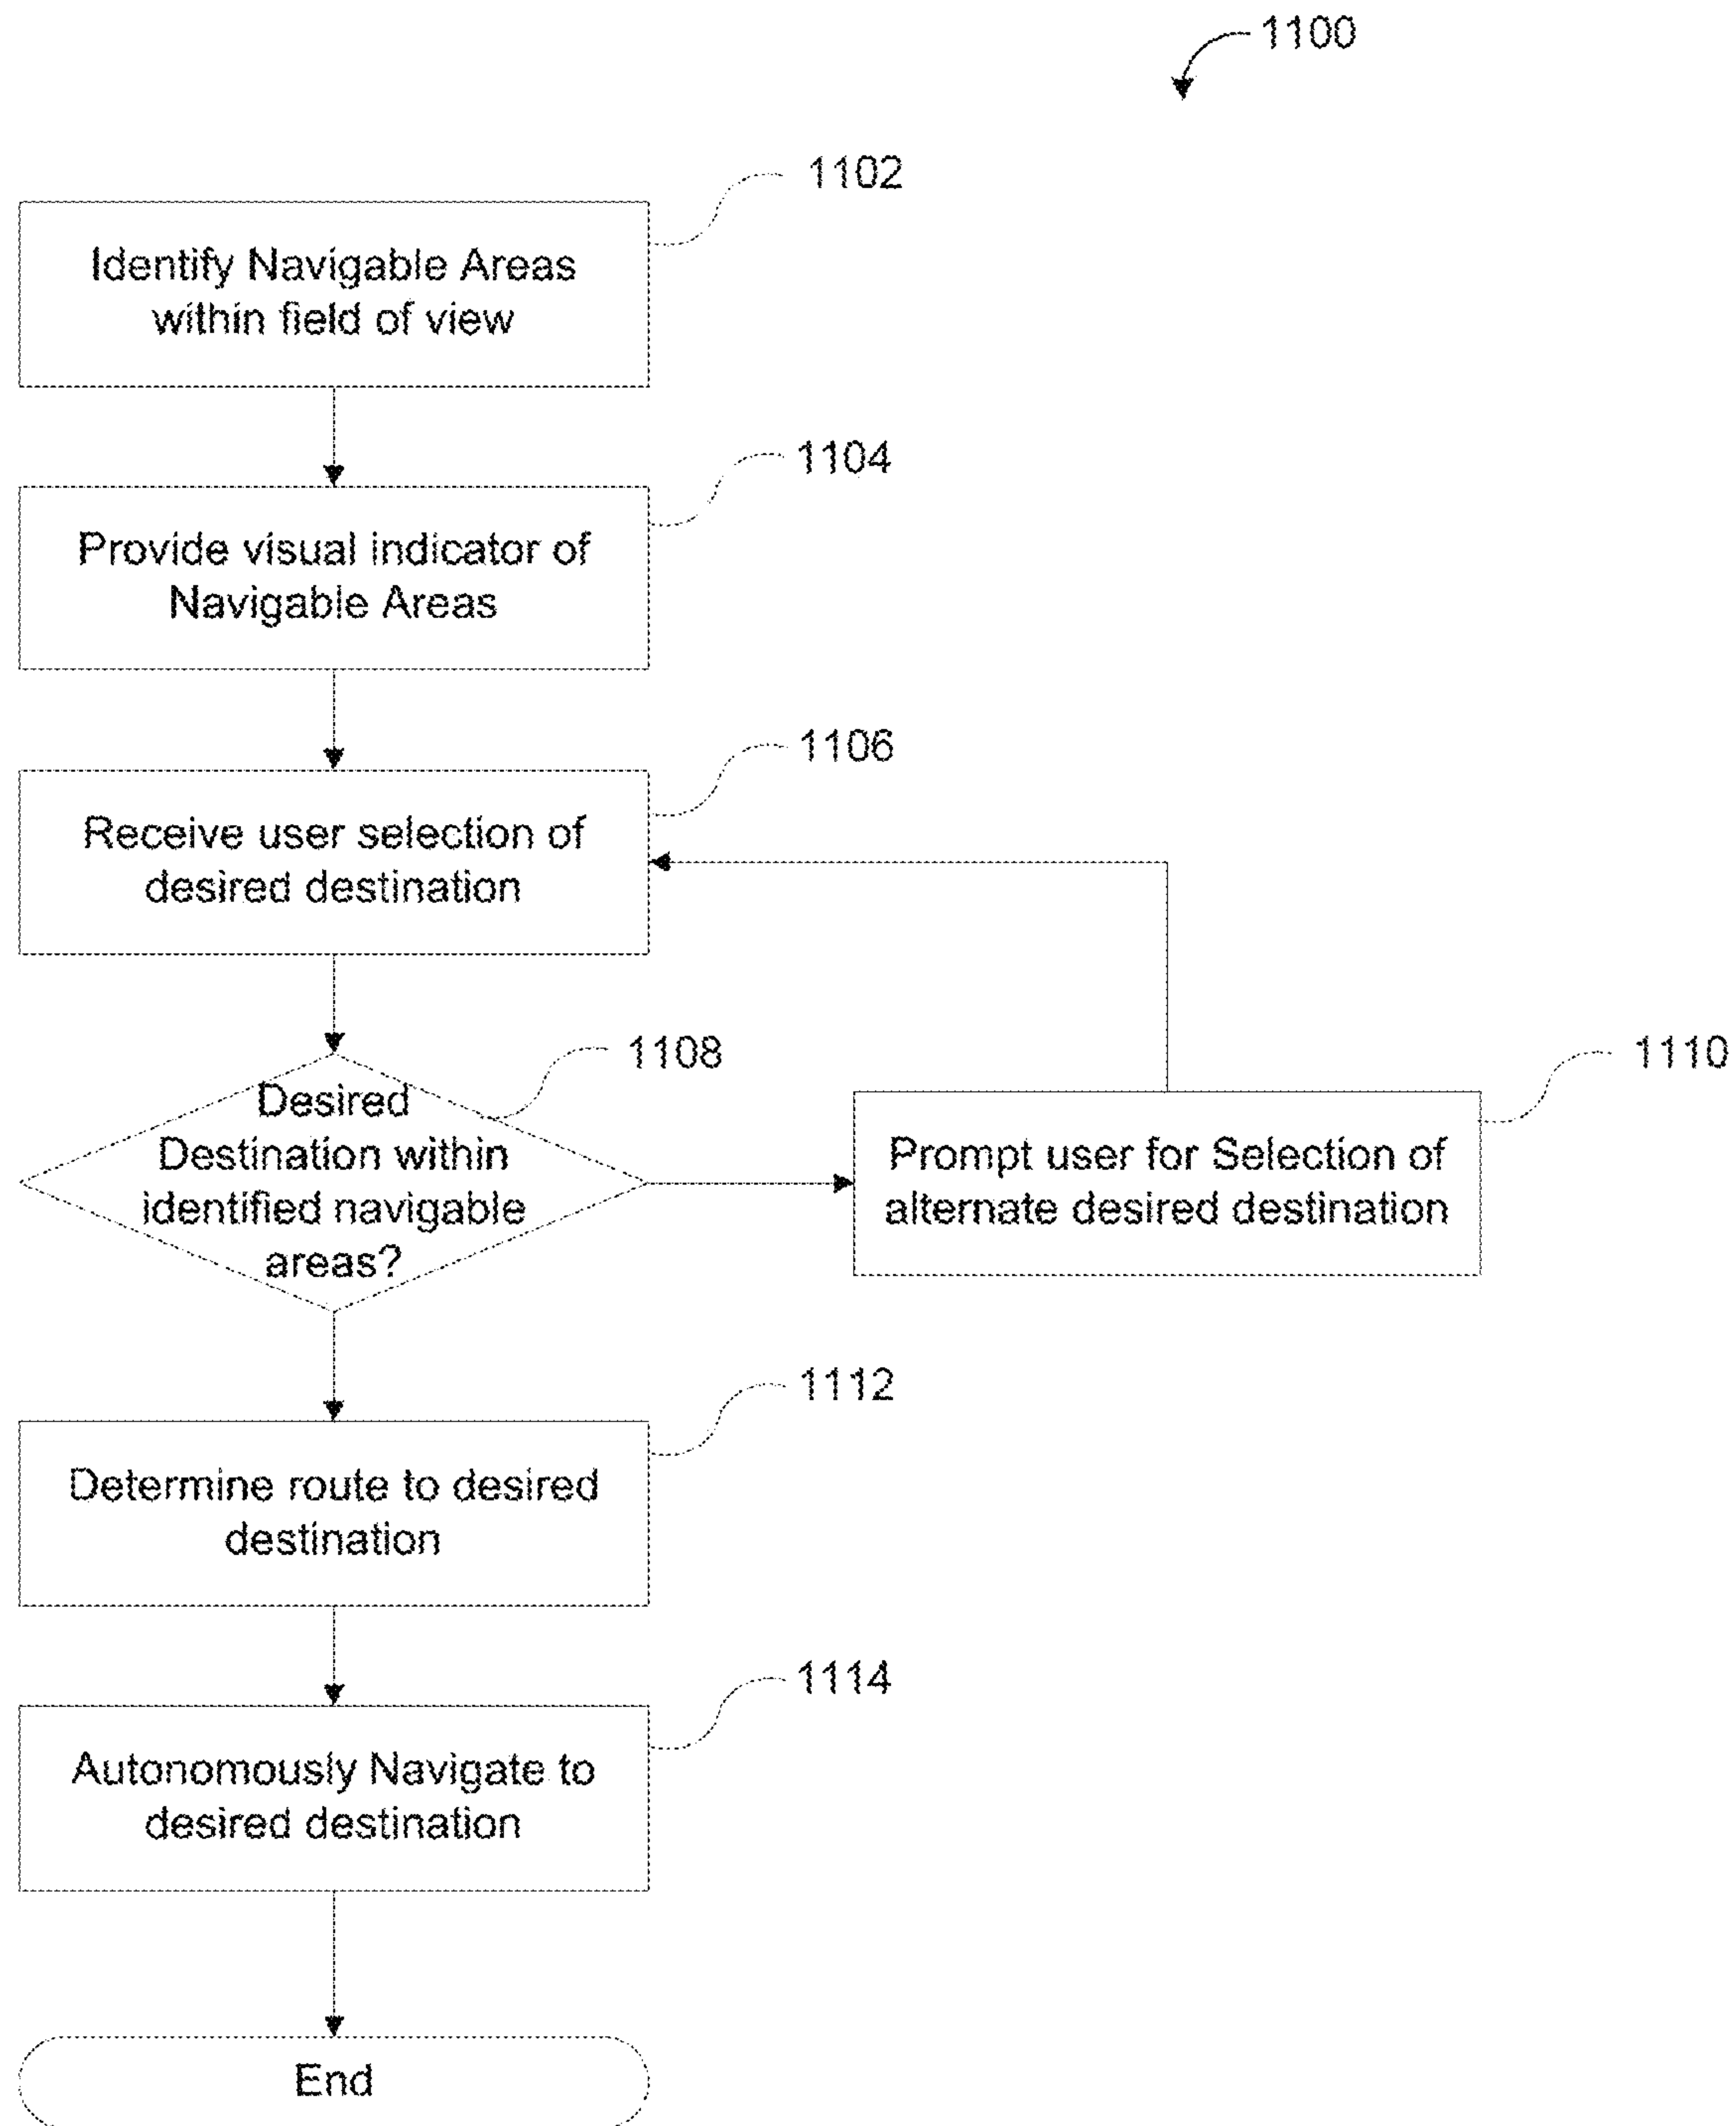 1100
1102
Identify Navigable Areas
within field of view
1104
Provide visual indicator of
Navigable Areas
1106
Receive user selection of
desired destination
1108
Desired
Destination within
identified navigable
areas?
1110
Prompt user for Selection of
alternate desired destination
1112
Determine route to desired
destination
1114
Autonomously Navigate to
desired destination
End